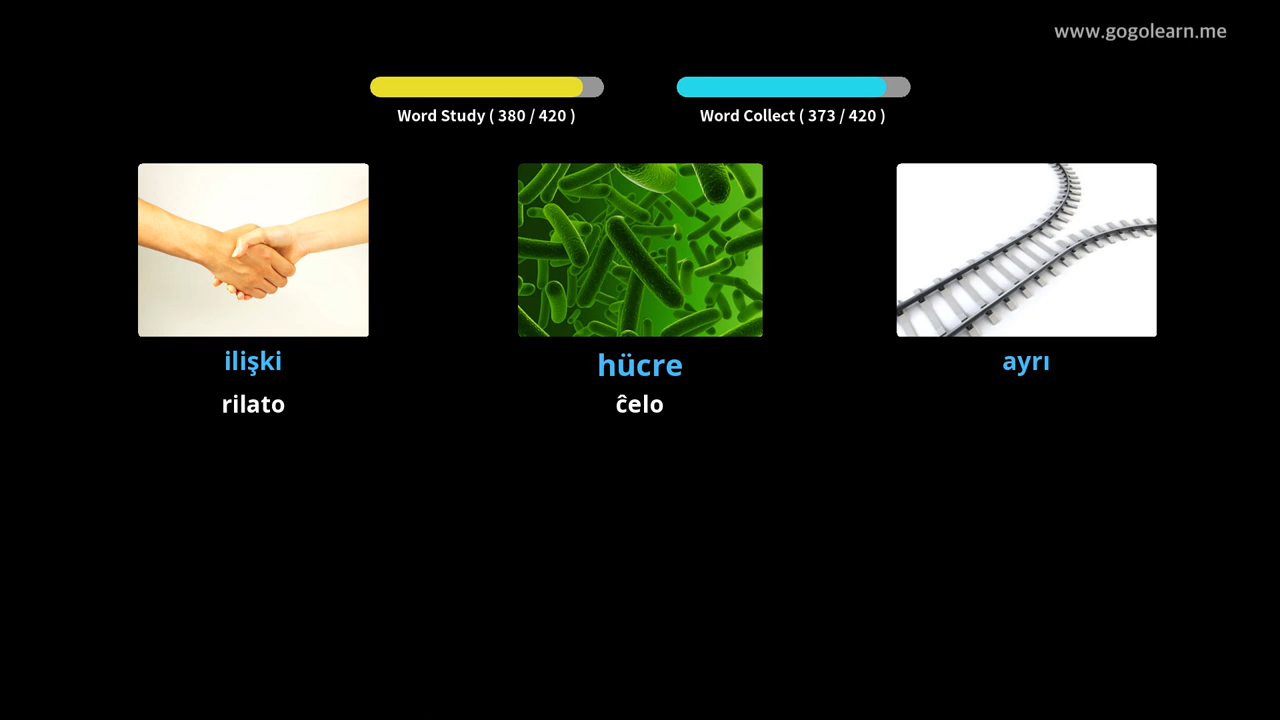 www.gogolearn.me
Word Study ( 380 / 420 )
Word Collect ( 373 / 420 )
ilişki
hücre
ayrı
rilato
ĉelo